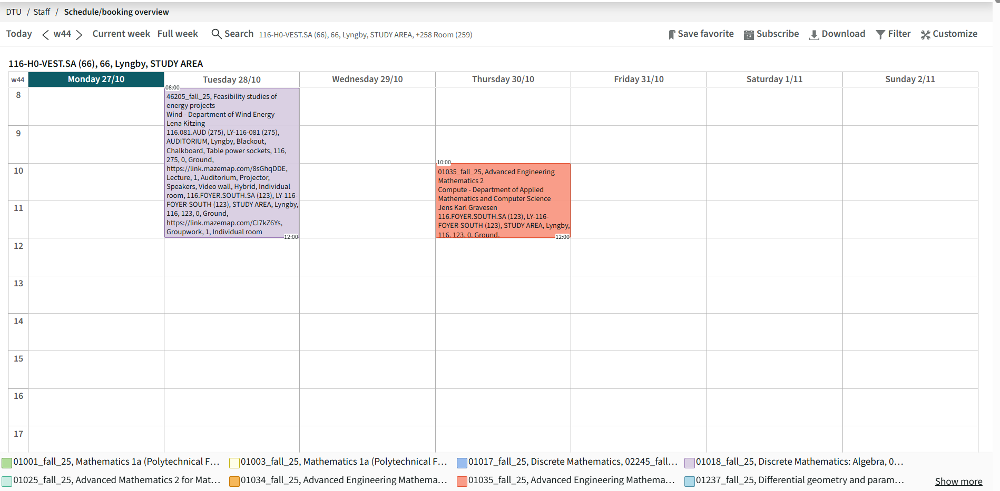 DTU / Staff / Schedule/booking overview
Today w44 Current week Full week Search 116-H0-VEST.SA (66), 66, Lyngby, STUDY AREA, +258 Room (259) Save favorite 17 Subscribe Download Filter Customize
116-H0-VEST.SA (66), 66, Lyngby, STUDY AREA
w44 Monday 27/10 Tuesday 28/10 Wednesday 29/10 Thursday 30/10 Friday 31/10 Saturday 1/11 Sunday 2/11
08:00
46205_fall_25, Feasibility studies of
energy projects
Wind - Department of Wind Energy
Lena Kitzing
116.081.AUD (275), LY-116-081 (275),
AUDITORIUM, Lyngby, Blackout,
Chalkboard, Table power sockets, 116,
275, 0, Ground,
https://link.mazemap.com/8sGhqDDE,
Lecture, 1, Auditorium, Projector,
Speakers, Video wall, Hybrid, Individual
room, 116.FOYER.SOUTH.SA (123), LY-116-
FOYER-SOUTH (123), STUDY AREA, Lyngby,
116, 123, 0, Ground,
https://link.mazemap.com/CI7kZ6Ys,
Groupwork, 1, Individual room
12:00
10:00
01035_fall_25, Advanced Engineering
Mathematics 2
Compute - Department of Applied
Mathematics and Computer Science
Jens Karl Gravesen
116.FOYER.SOUTH.SA (123), LY-116-
FOYER-SOUTH (123), STUDY AREA, Lyngby,
116, 123, 0, Ground,
12:00
8
9
10
11
12
13
14
15
16
17
01001_fall_25, Mathematics 1a (Polytechnical F... 01003_fall_25, Mathematics 1a (Polytechnical F... 01017_fall_25, Discrete Mathematics, 02245_fall... 01018_fall_25, Discrete Mathematics: Algebra, 0...
01025_fall_25, Advanced Mathematics 2 for Mat... 01034_fall_25, Advanced Engineering Mathema... 01035_fall_25, Advanced Engineering Mathema... 01237_fall_25, Differential geometry and param... Show more